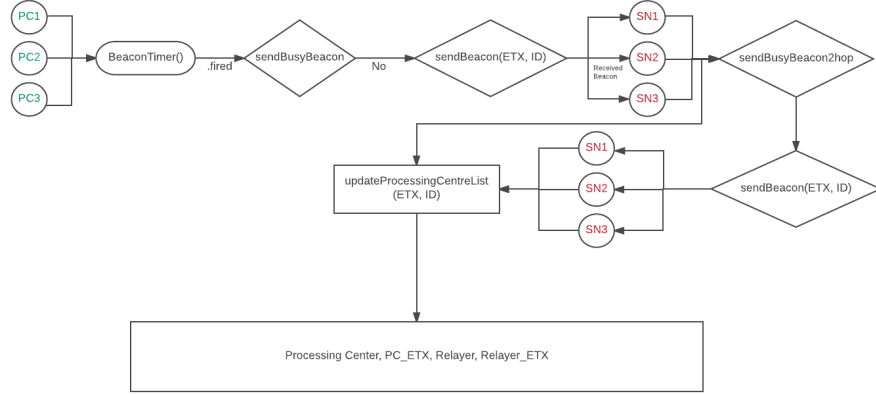 PC1
PC2
PC3
BeaconTimer()
.fired
sendBusyBeacon
No
sendBeacon(ETX, ID)
Received
Beacon
SN1
SN2
SN3
sendBusyBeacon2hop
sendBeacon(ETX, ID)
SN1
SN2
SN3
updateProcessingCentreList
(ETX, ID)
Processing Center, PC_ETX, Relayer, Relayer_ETX